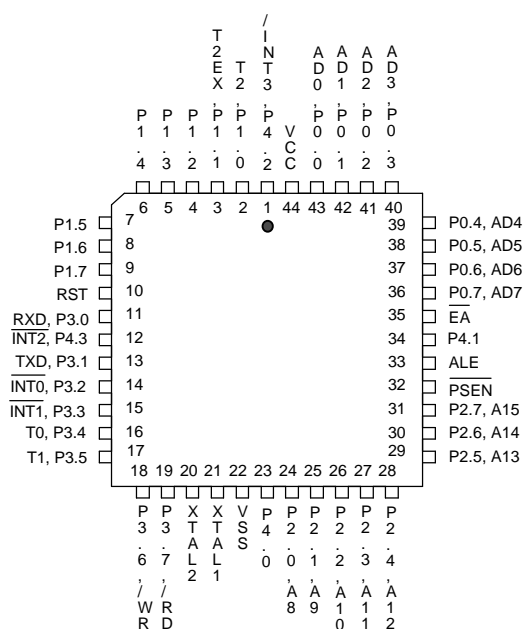 P1.4
P1.3
P1.2
T2EX,P1.1
T2,P1.0
/INT3,P4.2
VCC
AD0,P0.0
AD1,P0.1
AD2,P0.2
AD3,P0.3
6 5 4 3 2 1 44 43 42 41 40
P1.5 7
P1.6 8
P1.7 9
RST 10
RXD, P3.0 11
INT2, P4.3 12
TXD, P3.1 13
INT0, P3.2 14
INT1, P3.3 15
T0, P3.4 16
T1, P3.5 17
39 P0.4, AD4
38 P0.5, AD5
37 P0.6, AD6
36 P0.7, AD7
35 EA
34 P4.1
33 ALE
32 PSEN
31 P2.7, A15
30 P2.6, A14
29 P2.5, A13
18 19 20 21 22 23 24 25 26 27 28
P3.6,/WR
P3.7,/RD
XTAL2
XTAL1
VSS
P4.0
P2.0,A8
P2.1,A9
P2.2,A10
P2.3,A11
P2.4,A12